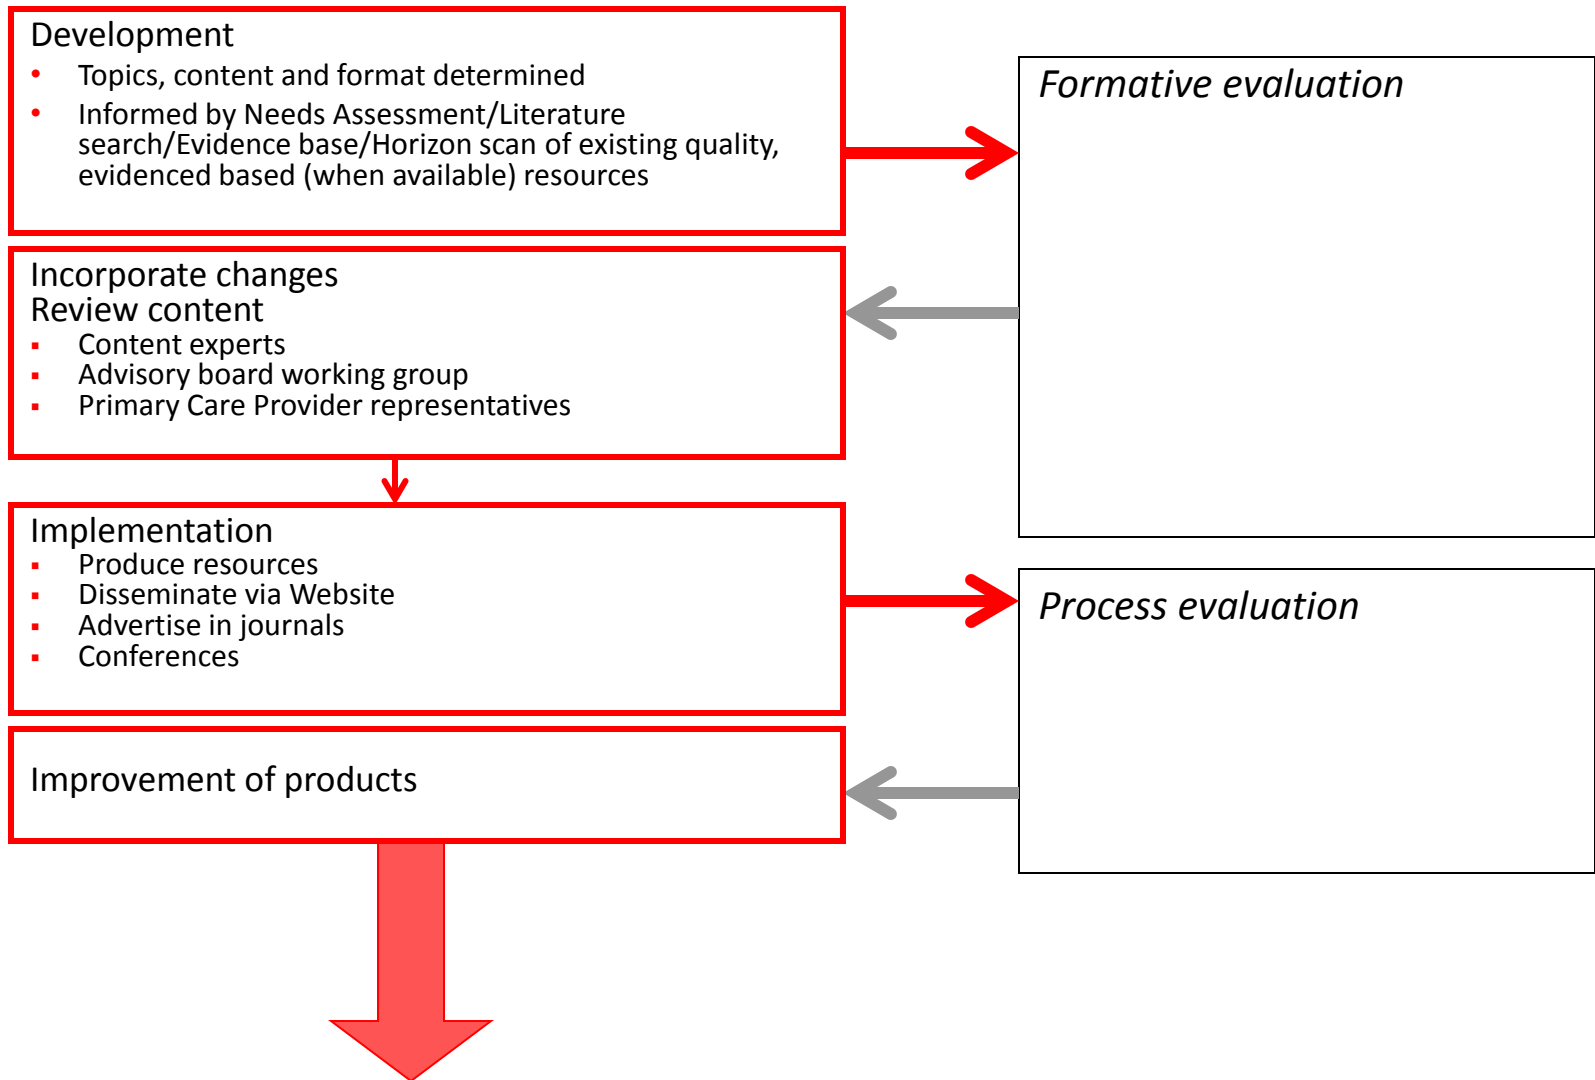 Development
• Topics, content and format determined
• Informed by Needs Assessment/Literature
search/Evidence base/Horizon scan of existing quality,
evidenced based (when available) resources
Formative evaluation
Incorporate changes
Review content
▪ Content experts
▪ Advisory board working group
▪ Primary Care Provider representatives
Implementation
▪ Produce resources
▪ Disseminate via Website
▪ Advertise in journals
▪ Conferences
Process evaluation
Improvement of products